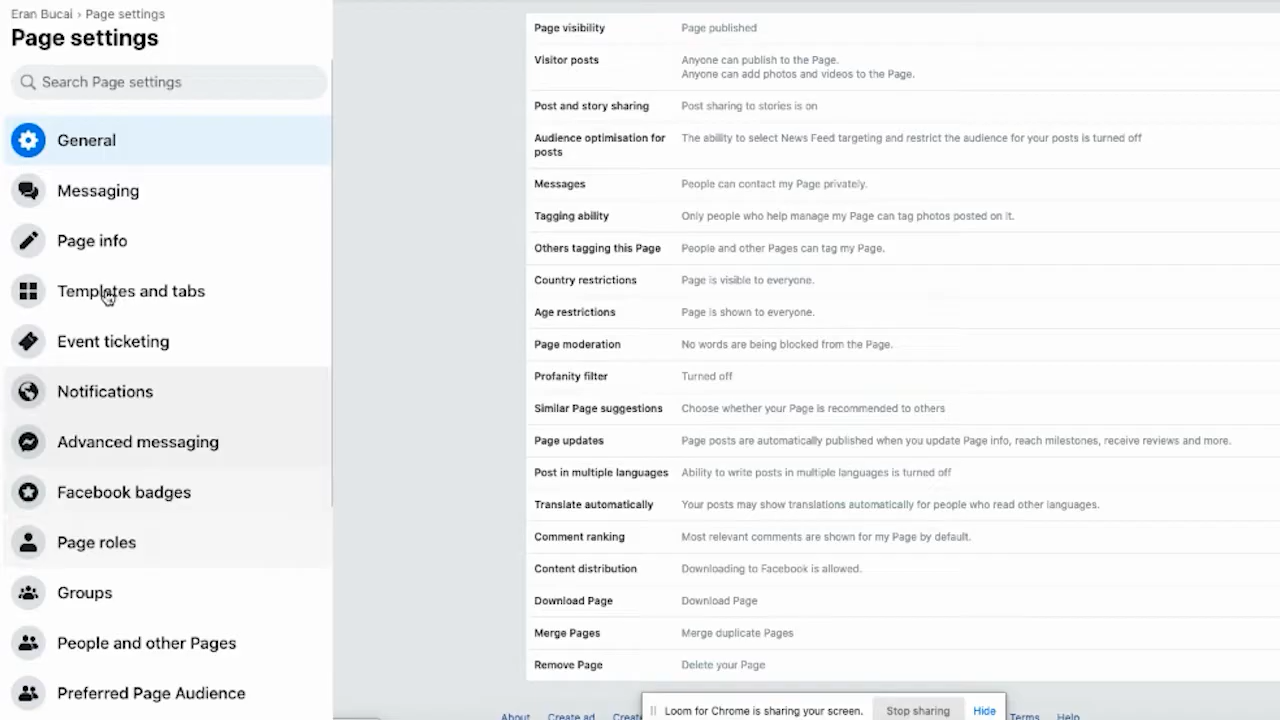 Eran Bucai › Page settings
Page settings
Search Page settings
General
Messaging
Page info
Templates and tabs
Event ticketing
Notifications
Advanced messaging
Facebook badges
Page roles
Groups
People and other Pages
Preferred Page Audience
Page visibility Page published
Visitor posts Anyone can publish to the Page.
Anyone can add photos and videos to the Page.
Post and story sharing Post sharing to stories is on
Audience optimisation for The ability to select News Feed targeting and restrict the audience for your posts is turned off
posts
Messages People can contact my Page privately.
Tagging ability Only people who help manage my Page can tag photos posted on it.
Others tagging this Page People and other Pages can tag my Page.
Country restrictions Page is visible to everyone.
Age restrictions Page is shown to everyone.
Page moderation No words are being blocked from the Page.
Profanity filter Turned off
Similar Page suggestions Choose whether your Page is recommended to others
Page updates Page posts are automatically published when you update Page info, reach milestones, receive reviews and more.
Post in multiple languages Ability to write posts in multiple languages is turned off
Translate automatically Your posts may show translations automatically for people who read other languages.
Comment ranking Most relevant comments are shown for my Page by default.
Content distribution Downloading to Facebook is allowed.
Download Page Download Page
Merge Pages Merge duplicate Pages
Remove Page Delete your Page
Loom for Chrome is sharing your screen. Stop sharing Hide
About Create ad Create Terms Help